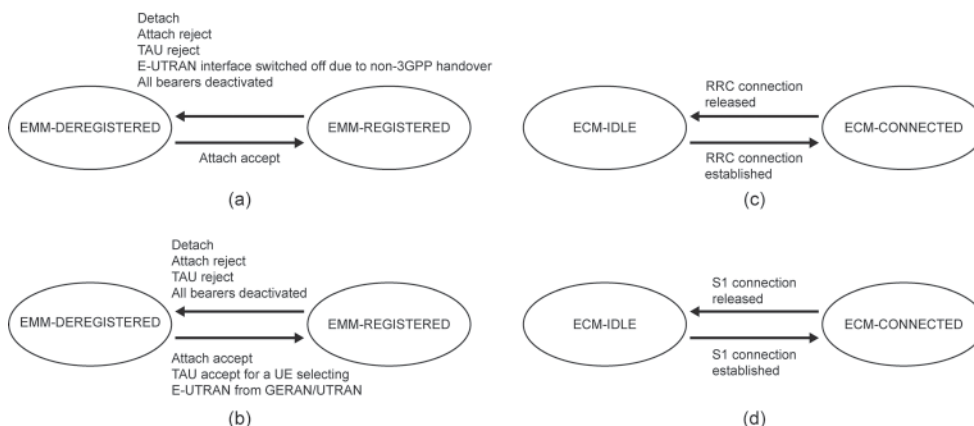 Detach
Attach reject
TAU reject
E-UTRAN interface switched off due to non-3GPP handover
All bearers deactivated
EMM-DEREGISTERED
EMM-REGISTERED
Attach accept
(a)
RRC connection
released
ECM-IDLE
ECM-CONNECTED
RRC connection
established
(c)
Detach
Attach reject
TAU reject
All bearers deactivated
EMM-DEREGISTERED
EMM-REGISTERED
Attach accept
TAU accept for a UE selecting
E-UTRAN from GERAN/UTRAN
(b)
S1 connection
released
ECM-IDLE
ECM-CONNECTED
S1 connection
established
(d)